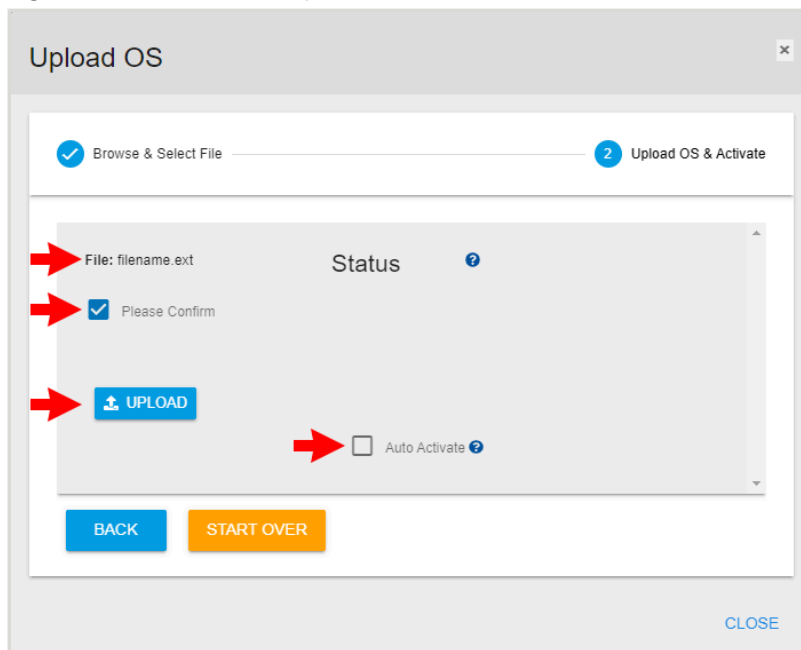 Upload OS
×
Browse & Select File
2 Upload OS & Activate
File: filename.ext
Status
?
Please Confirm
UPLOAD
Auto Activate ?
BACK
START OVER
CLOSE